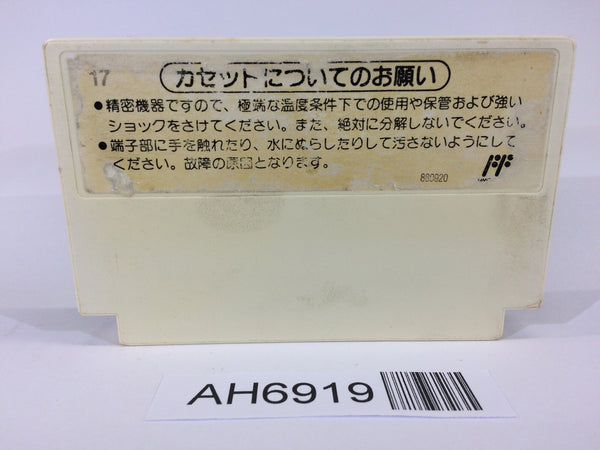 17
カセットについてのお願い
●精密機器ですので、極端な温度条件下での使用や保管および強い
ショックをさけてください。また、絶対に分解しないでください。
●端子部に手を触れたり、水にぬらしたりして汚さないようにして
ください。故障の原因となります。
880920
AH6919